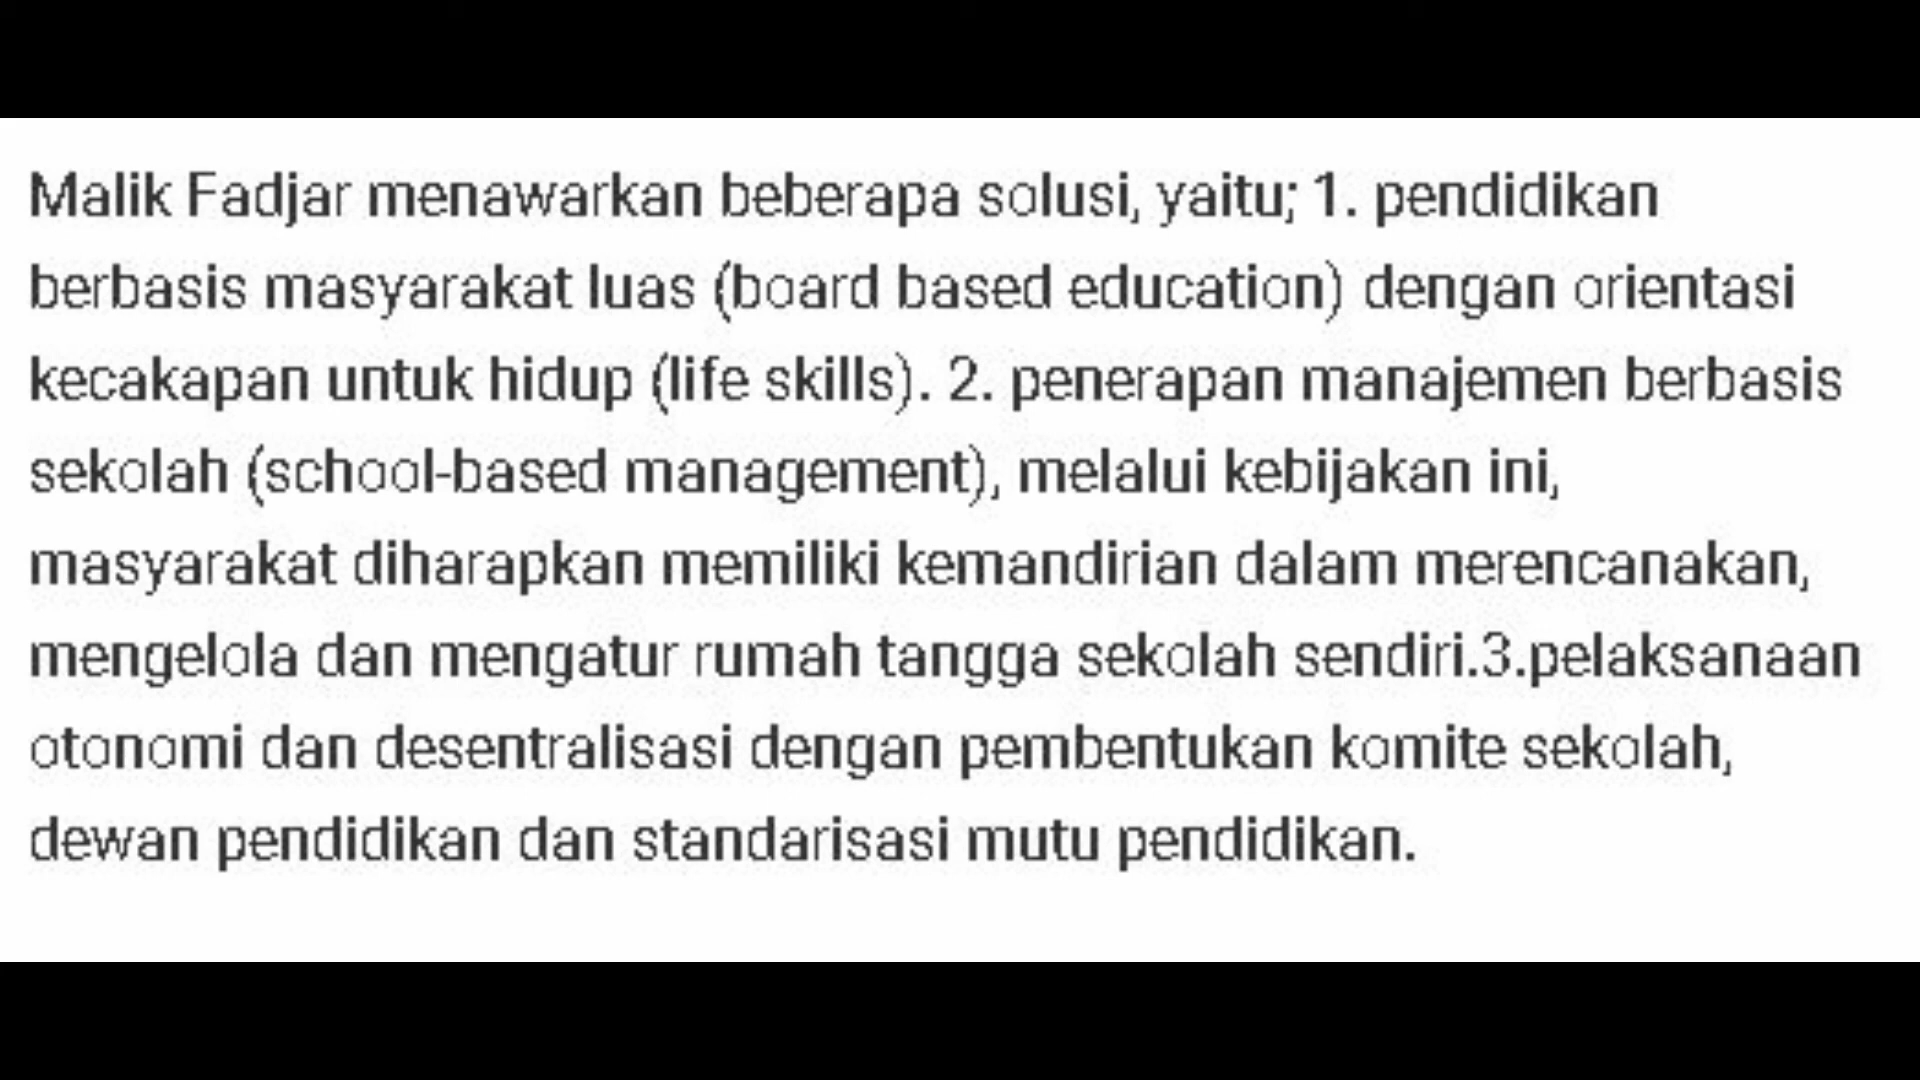 Malik Fadjar menawarkan beberapa solusi, yaitu; 1. pendidikan
berbasis masyarakat luas (board based education) dengan orientasi
kecakapan untuk hidup (life skills). 2. penerapan manajemen berbasis
sekolah (school-based management), melalui kebijakan ini,
masyarakat diharapkan memiliki kemandirian dalam merencanakan,
mengelola dan mengatur rumah tangga sekolah sendiri.3.pelaksanaan
otonomi dan desentralisasi dengan pembentukan komite sekolah,
dewan pendidikan dan standarisasi mutu pendidikan.